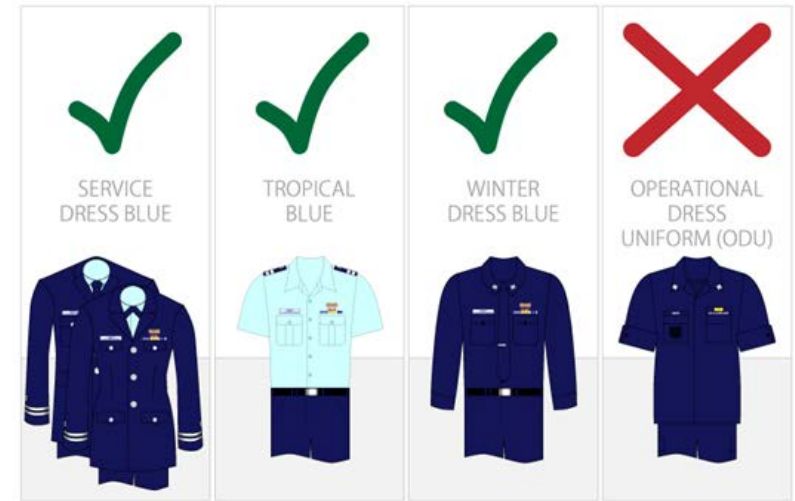 SERVICE
DRESS BLUE
TROPICAL
BLUE
WINTER
DRESS BLUE
OPERATIONAL
DRESS
UNIFORM (ODU)